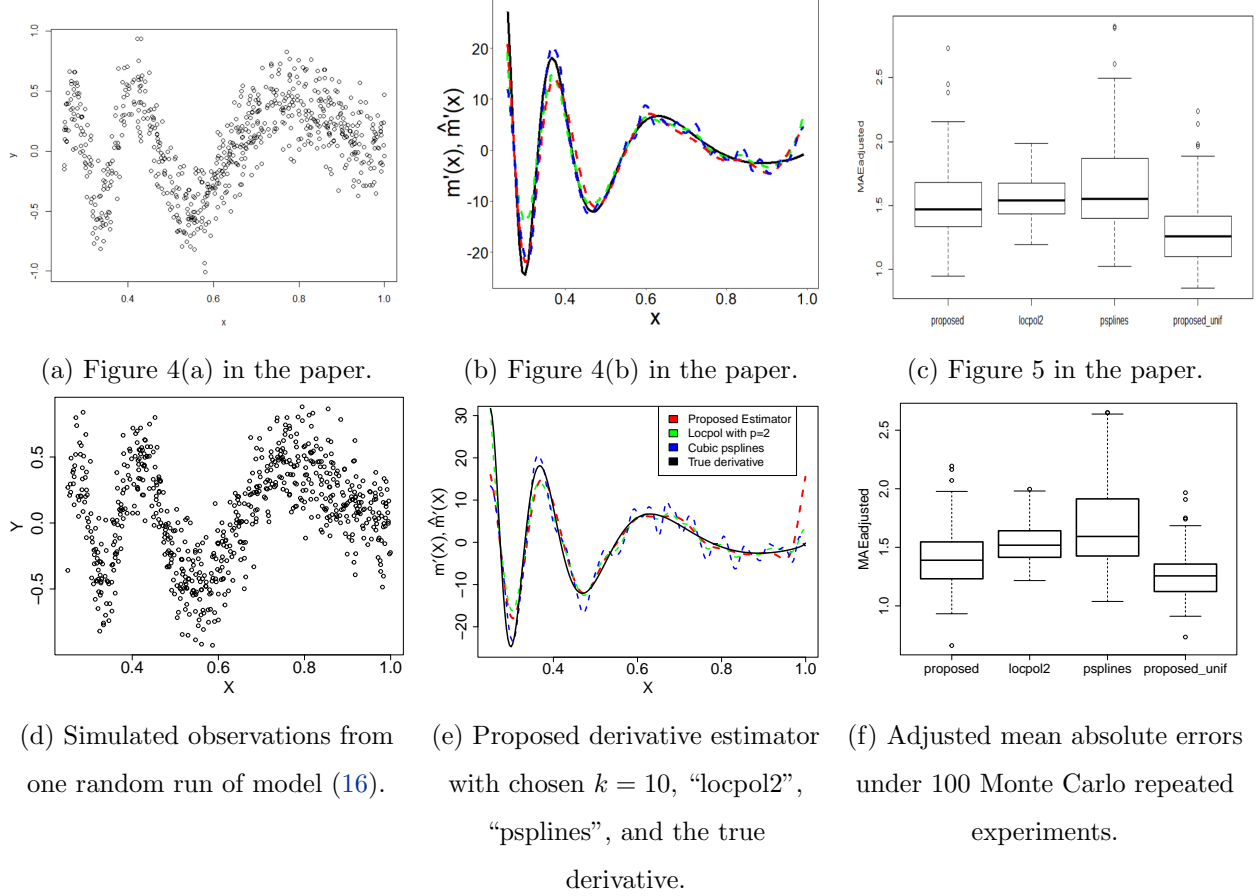 1.0
0.5
0.0
-0.5
-1.0
y
0.4
0.6
0.8
1.0
x
20
10
0
-10
-20
m'(x), m̂'(x)
0.4
0.6
0.8
1.0
x
2.5
2.0
1.5
1.0
MAEadjusted
proposed
locpol2
psplines
proposed_unif
(a) Figure 4(a) in the paper.
(b) Figure 4(b) in the paper.
(c) Figure 5 in the paper.
0.5
0.0
−0.5
Y
0.4
0.6
0.8
1.0
X
30
20
10
0
−10
−20
m'(x), m̂'(x)
Proposed Estimator
Locpol with p=2
Cubic psplines
True derivative
0.4
0.6
0.8
1.0
X
2.5
2.0
1.5
1.0
MAEadjusted
proposed
locpol2
psplines
proposed_unif
(d) Simulated observations from
one random run of model (16).
(e) Proposed derivative estimator
with chosen k = 10, “locpol2”,
“psplines”, and the true
derivative.
(f) Adjusted mean absolute errors
under 100 Monte Carlo repeated
experiments.